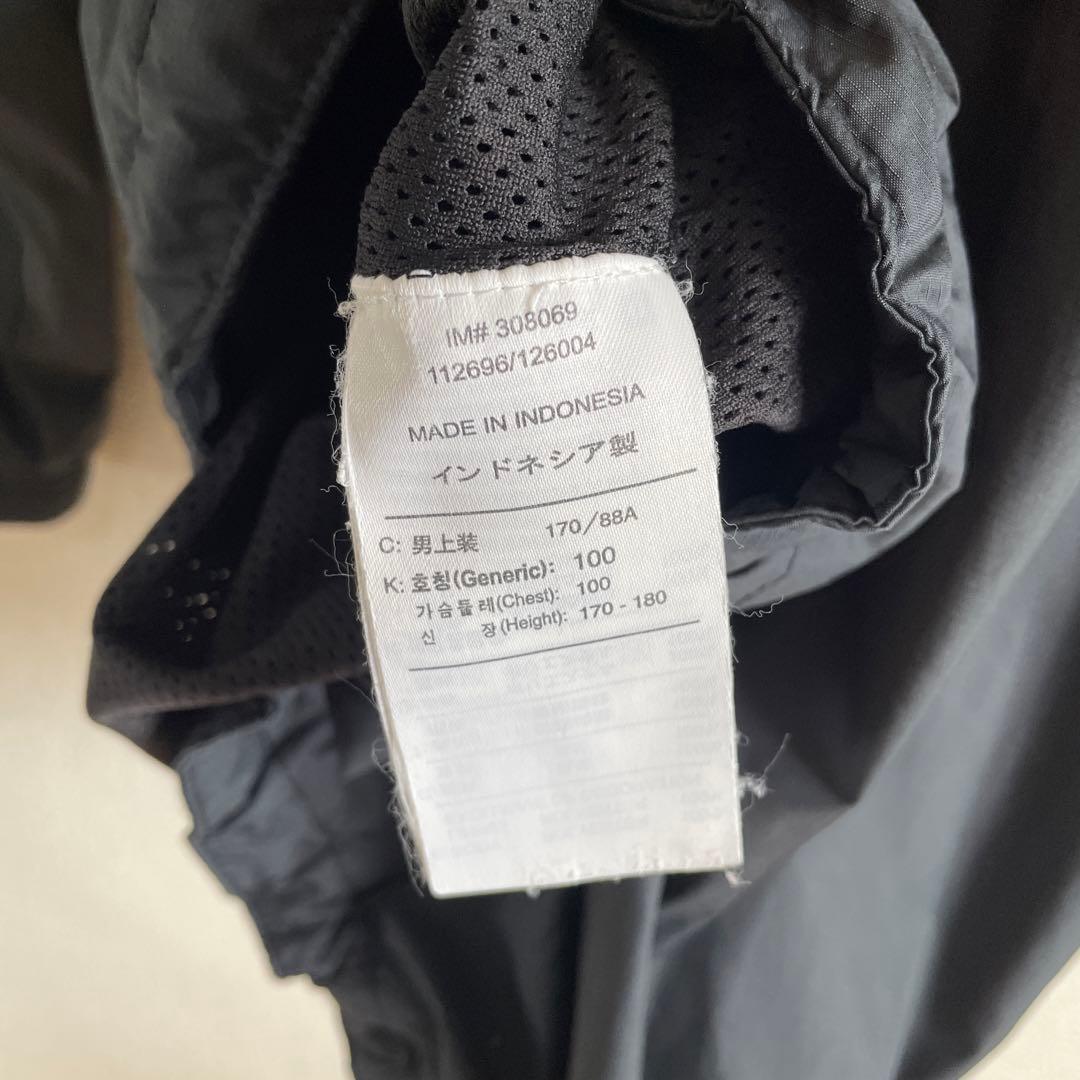 IM# 308069
112696/126004
MADE IN INDONESIA
インドネシア製
C: 男上装 170/88A
K: 호칭(Generic): 100
가슴둘레(Chest): 100
신 장(Height): 170 - 180